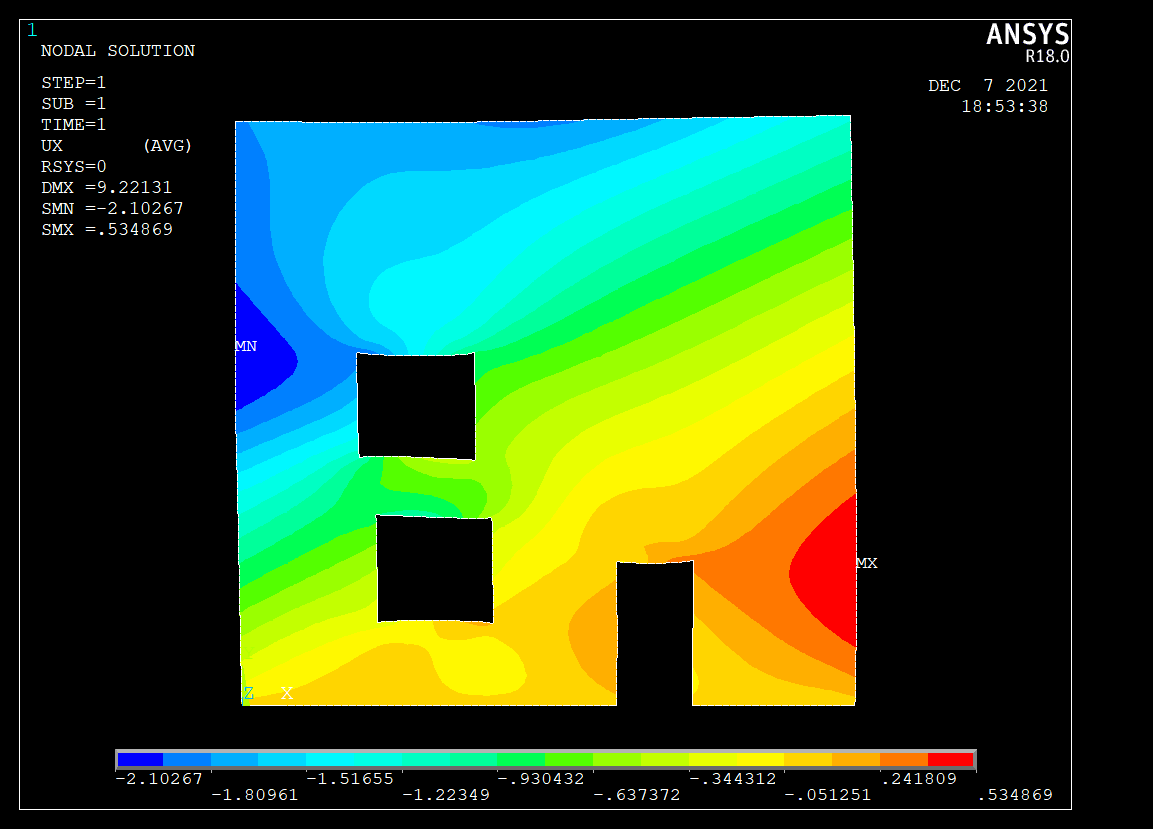 1
ANSYS
R18.0
NODAL SOLUTION
STEP=1
SUB =1
TIME=1
UX (AVG)
RSYS=0
DMX =9.22131
SMN =-2.10267
SMX =.534869
DEC 7 2021
18:53:38
MN
MX
Z X
-2.10267 -1.51655 -.930432 -.344312 .241809
-1.80961 -1.22349 -.637372 -.051251 .534869